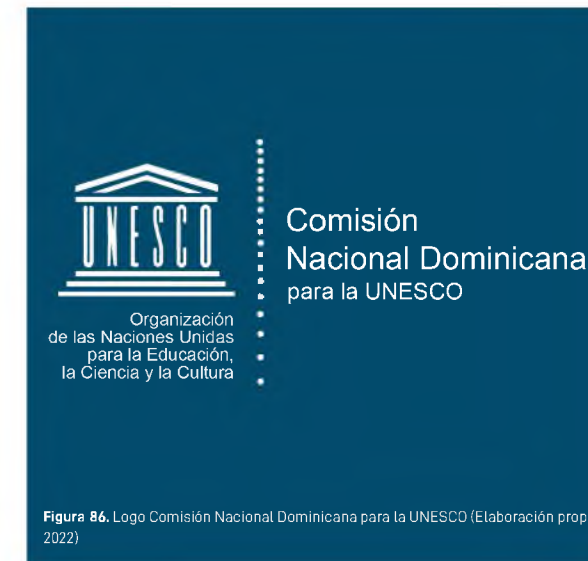 UNESCO
Organización
de las Naciones Unidas
para la Educación,
la Ciencia y la Cultura
Comisión
Nacional Dominicana
para la UNESCO
Figura 86. Logo Comisión Nacional Dominicana para la UNESCO (Elaboración prop
2022)